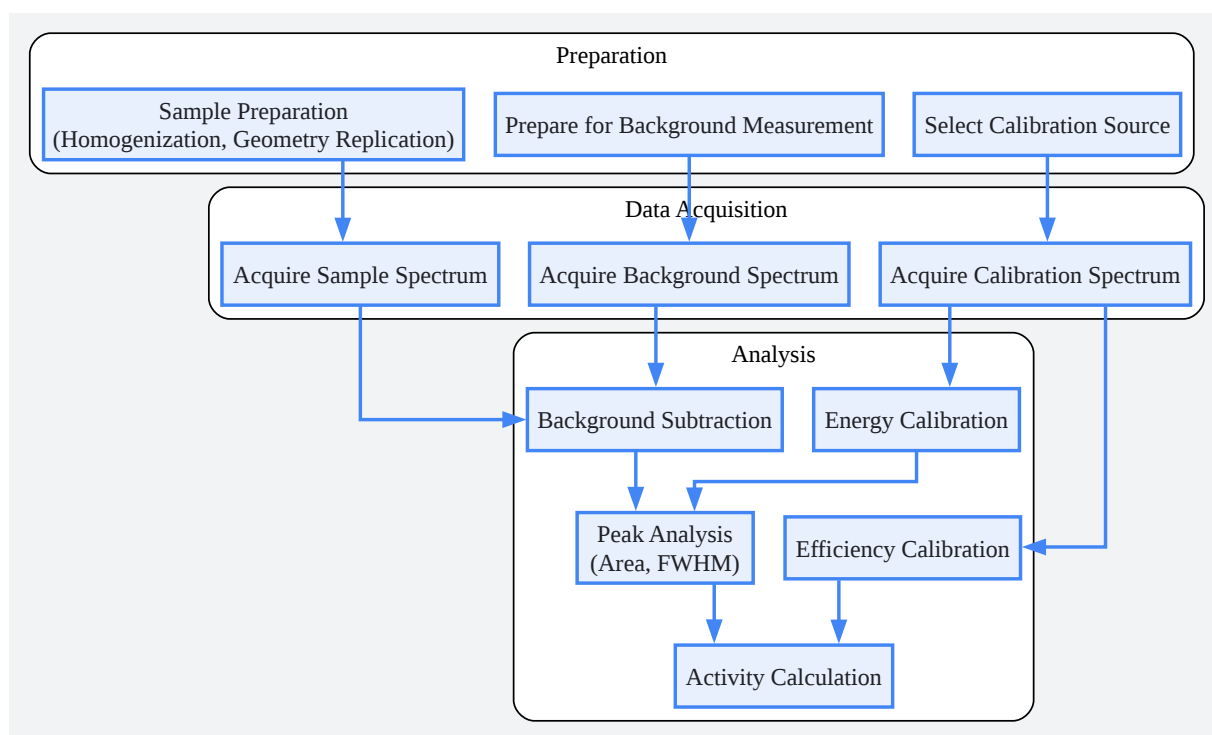 Preparation
Sample Preparation
(Homogenization, Geometry Replication)
Prepare for Background Measurement
Select Calibration Source
Data Acquisition
Acquire Sample Spectrum
Acquire Background Spectrum
Acquire Calibration Spectrum
Analysis
Background Subtraction
Energy Calibration
Peak Analysis
(Area, FWHM)
Efficiency Calibration
Activity Calculation